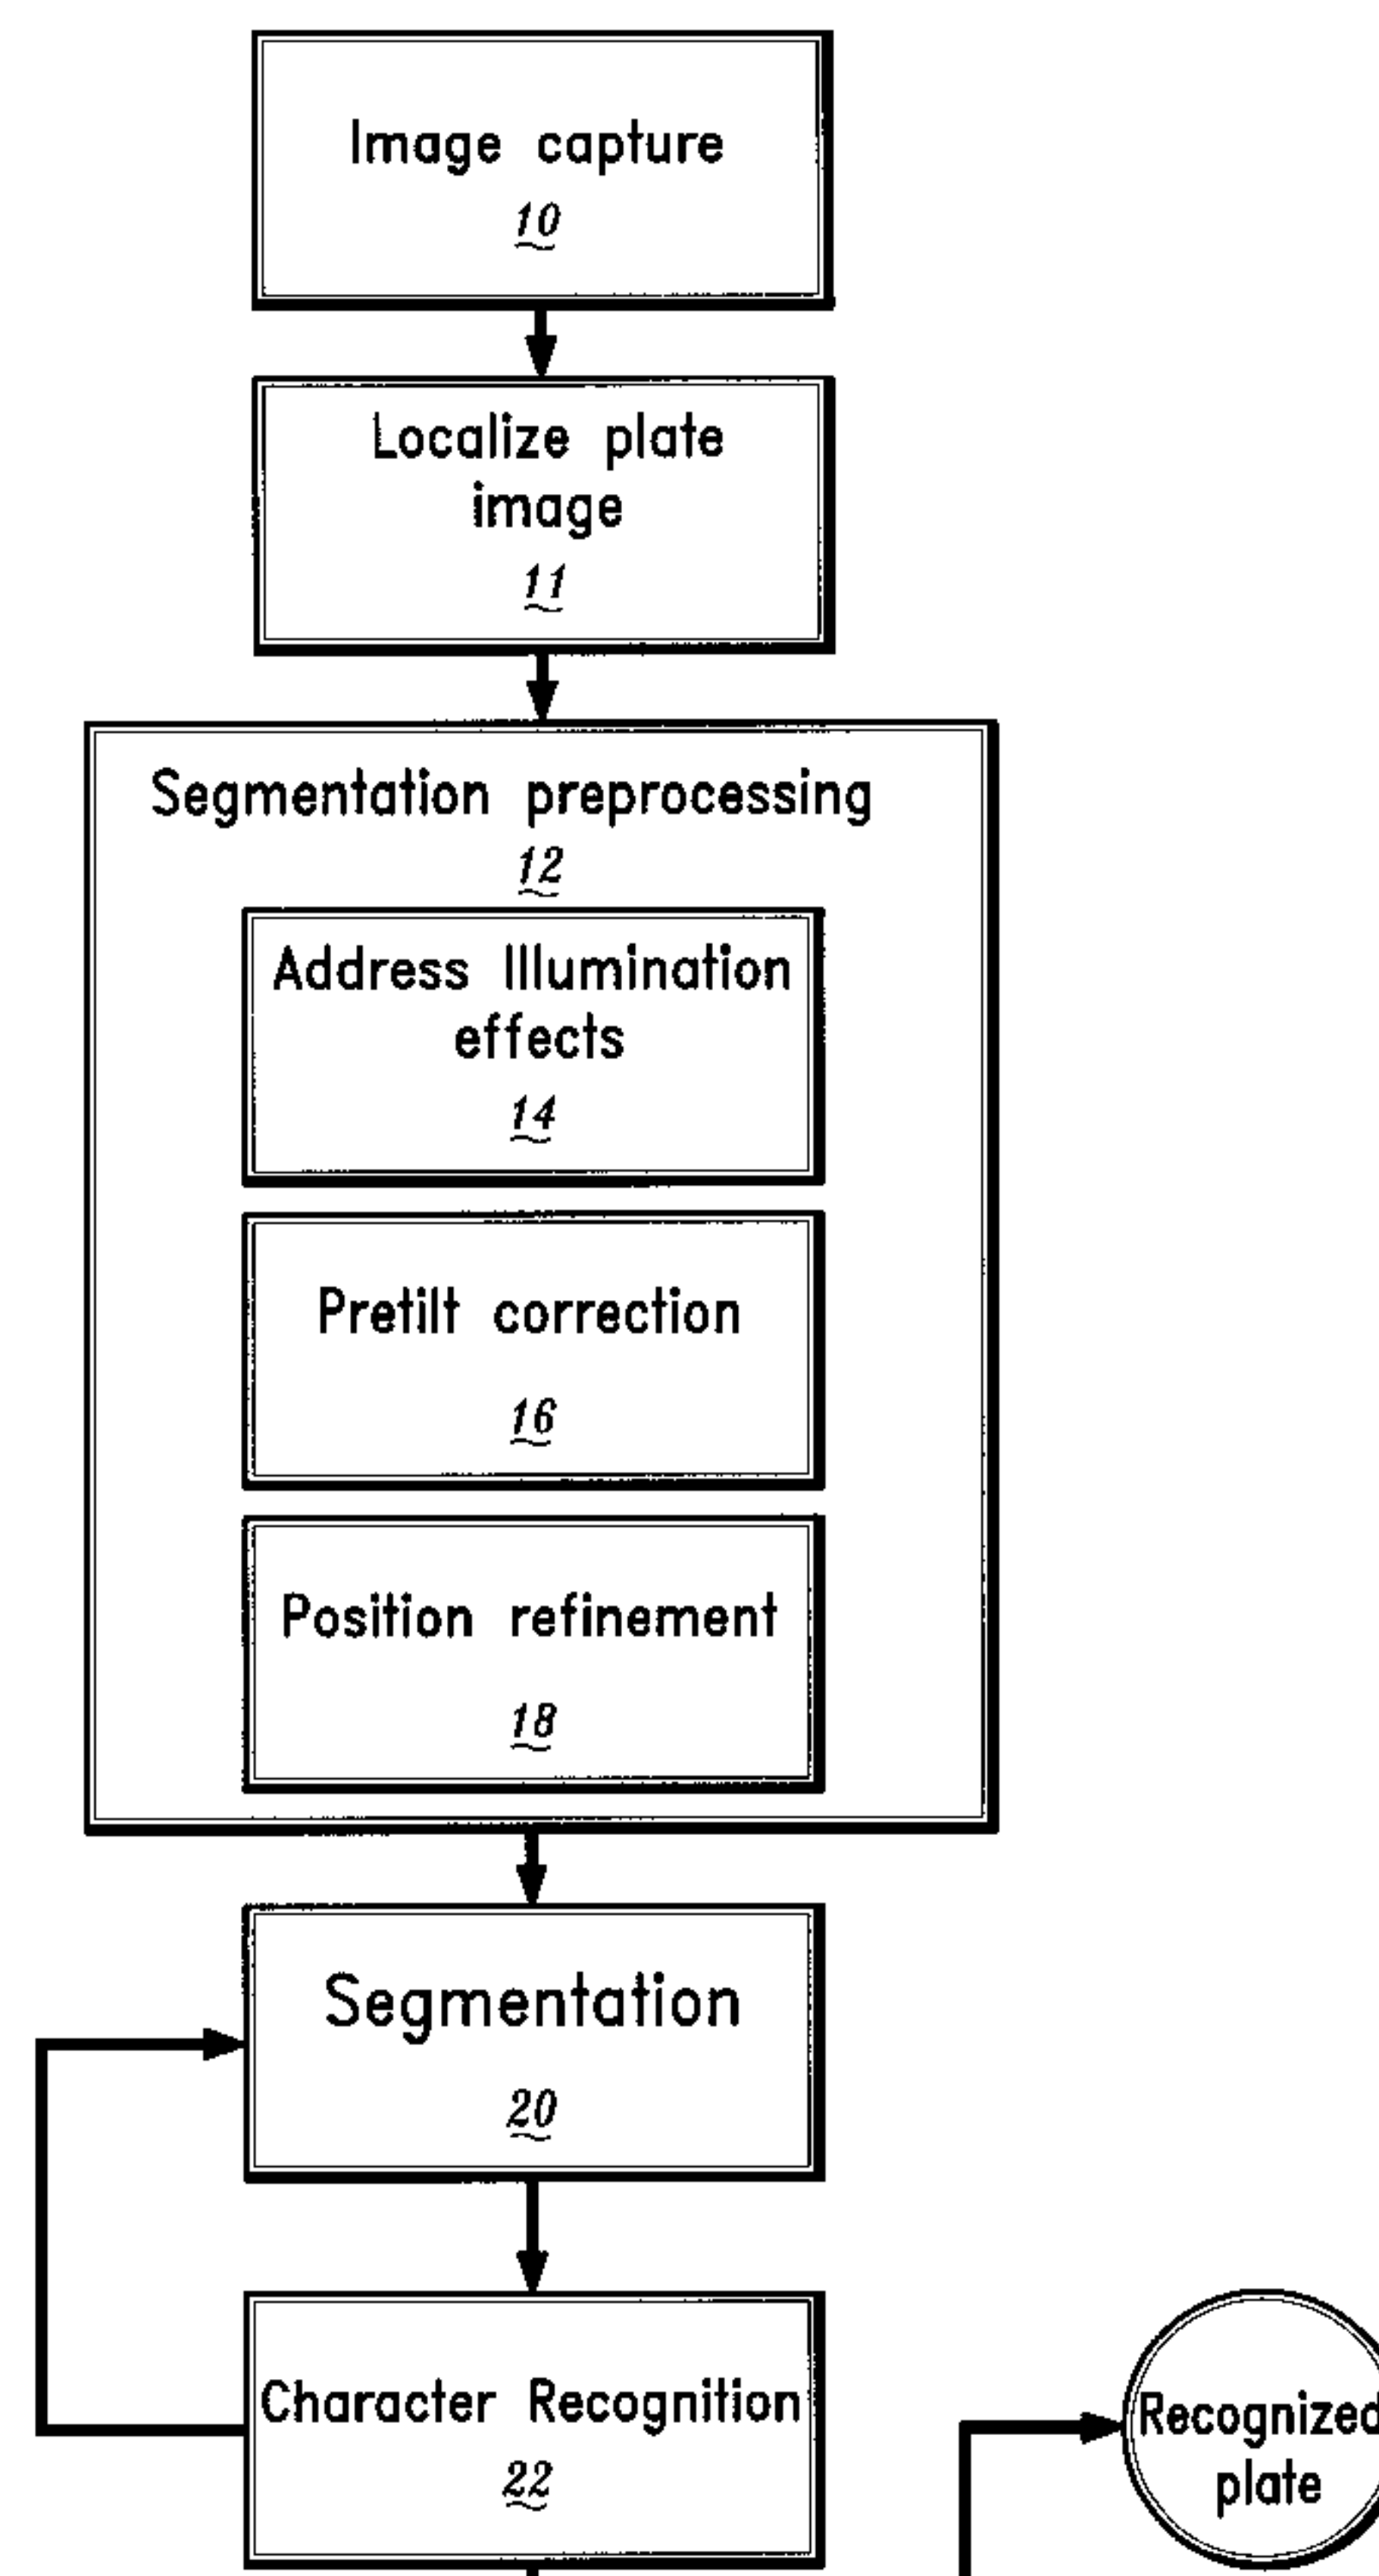 Image capture
10
Localize plate
image
11
Segmentation preprocessing
12
Address Illumination
effects
14
Pretilt correction
16
Position refinement
18
Segmentation
20
Character Recognition
22
Recognized
plate